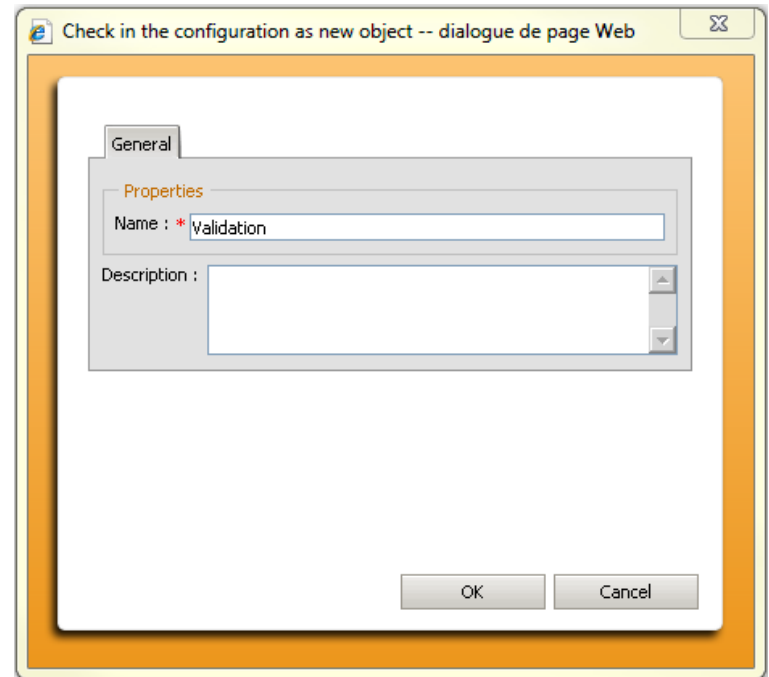 Check in the configuration as new object -- dialogue de page Web
General
Properties
Name : * Validation
Description :
OK Cancel